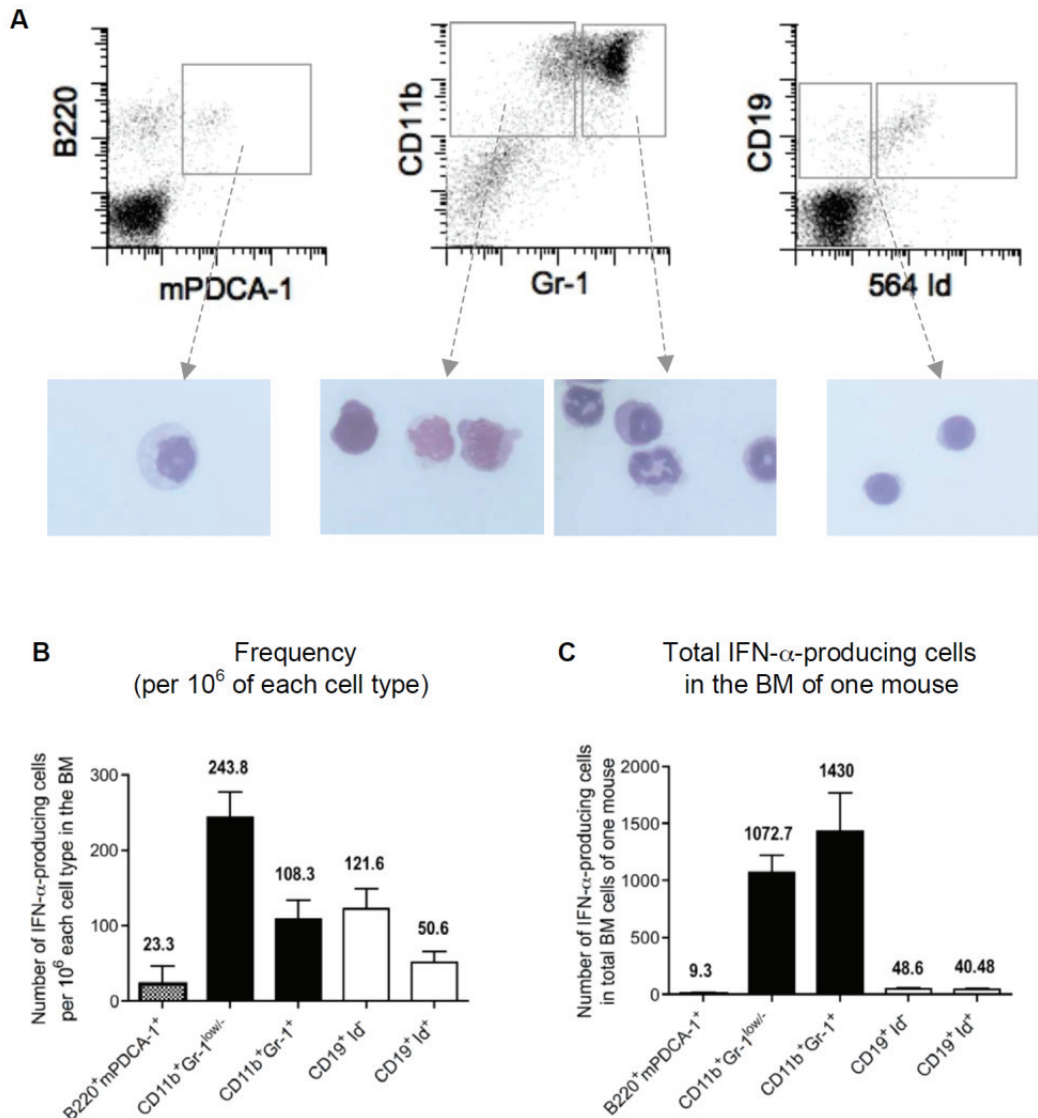 A
B220
mPDCA-1
CD11b
Gr-1
CD19
564 Id
B
Frequency
(per 10⁶ of each cell type)
Number of IFN-α-producing cells
per 10⁶ each cell type in the BM
300
200
100
0
23.3
243.8
108.3
121.6
50.6
B220⁺mPDCA-1⁺
CD11b⁺Gr-1ˡᵒʷ/⁻
CD11b⁺Gr-1⁺
CD19⁺Id⁻
CD19⁺Id⁺
C
Total IFN-α-producing cells
in the BM of one mouse
Number of IFN-α-producing cells
in total BM cells of one mouse
2000
1500
1000
500
0
9.3
1072.7
1430
48.6
40.48
B220⁺mPDCA-1⁺
CD11b⁺Gr-1ˡᵒʷ/⁻
CD11b⁺Gr-1⁺
CD19⁺Id⁻
CD19⁺Id⁺